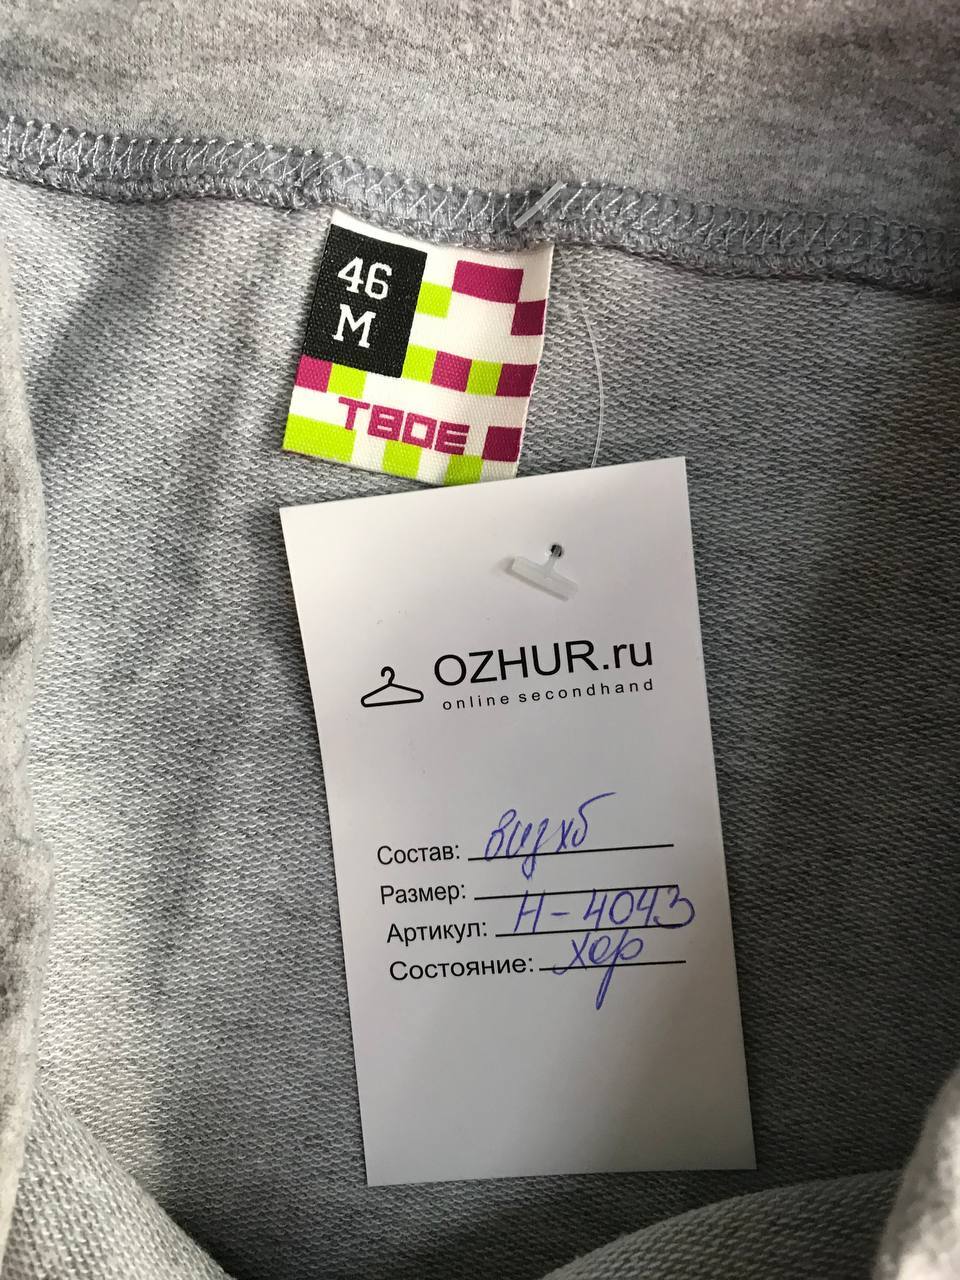 46
M
ТВОЕ
OZHUR.ru
online secondhand
Состав: виз хб
Размер:
Артикул: Н-4043
Состояние: хор